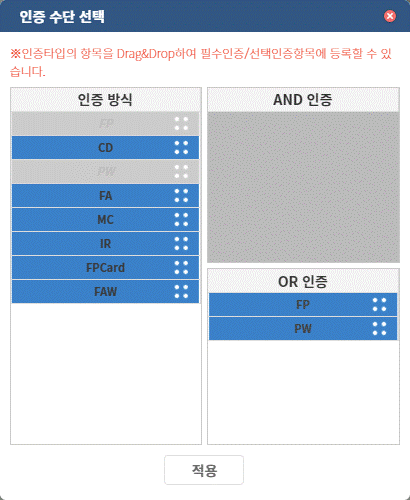 인증 수단 선택
※인증타입의 항목을 Drag&Drop하여 필수인증/선택인증항목에 등록할 수 있
습니다.
인증 방식
FP
CD
PW
FA
MC
IR
FPCard
FAW
AND 인증
OR 인증
FP
PW
적용